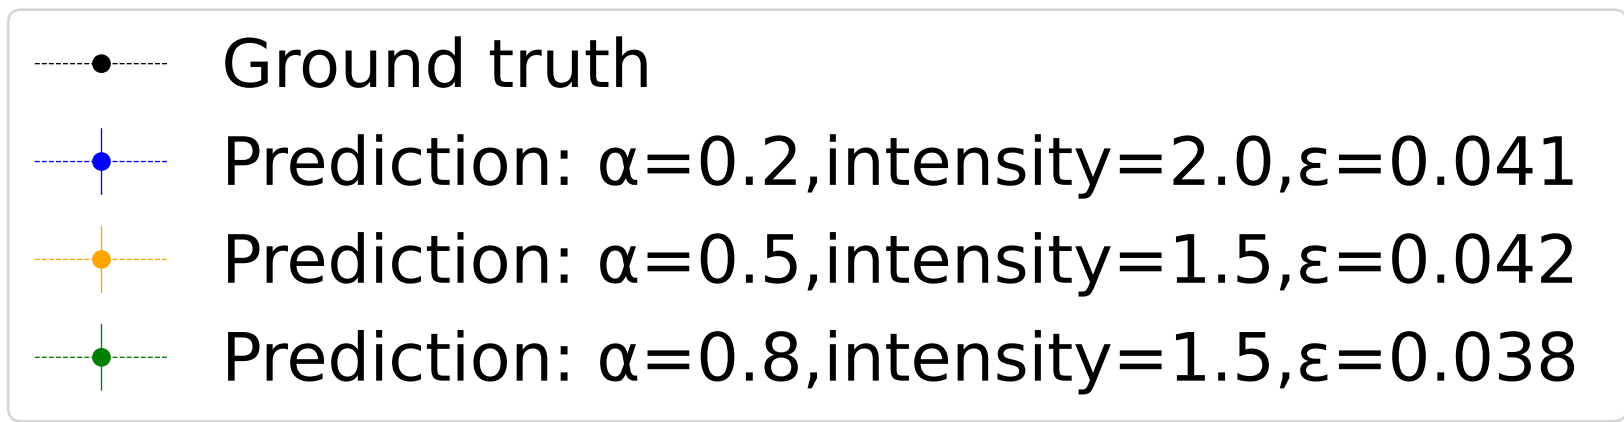 Ground truth
Prediction: α=0.2,intensity=2.0,ε=0.041
Prediction: α=0.5,intensity=1.5,ε=0.042
Prediction: α=0.8,intensity=1.5,ε=0.038